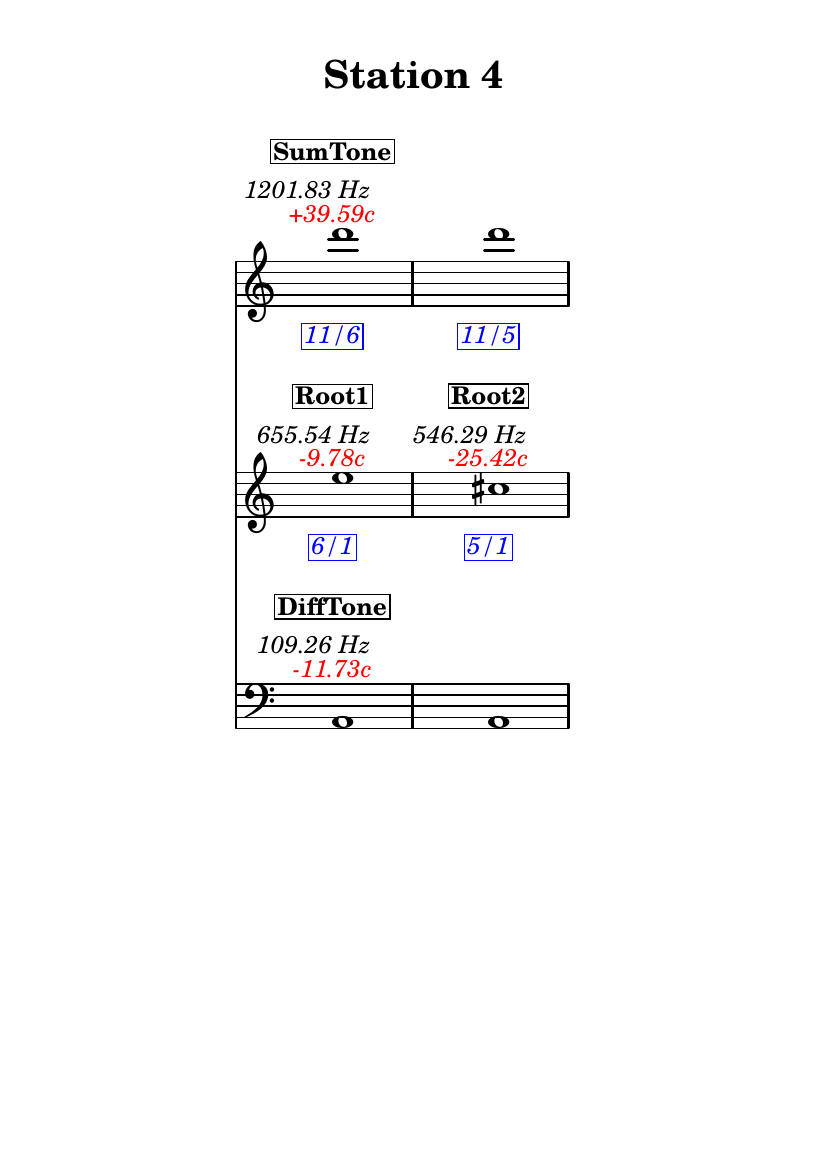 Station 4
SumTone
1201.83 Hz
+39.59c
11/6 11/5
Root1 Root2
655.54 Hz 546.29 Hz
-9.78c -25.42c
6/1 5/1
DiffTone
109.26 Hz
-11.73c